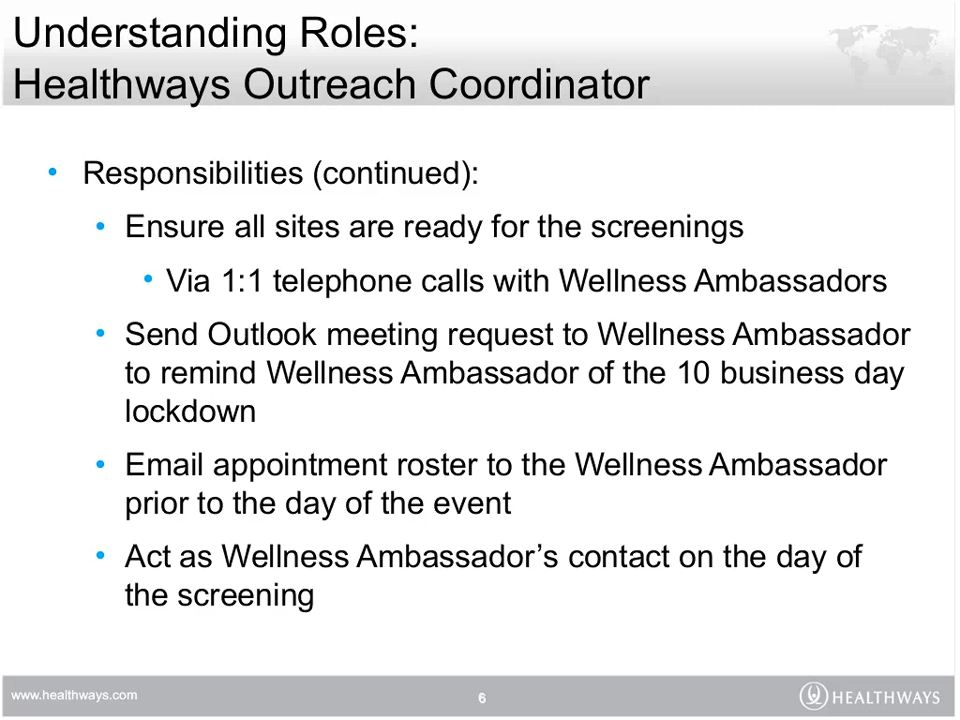 Understanding Roles:
Healthways Outreach Coordinator
• Responsibilities (continued):
• Ensure all sites are ready for the screenings
• Via 1:1 telephone calls with Wellness Ambassadors
• Send Outlook meeting request to Wellness Ambassador
to remind Wellness Ambassador of the 10 business day
lockdown
• Email appointment roster to the Wellness Ambassador
prior to the day of the event
• Act as Wellness Ambassador’s contact on the day of
the screening
www.healthways.com
6
HEALTHWAYS